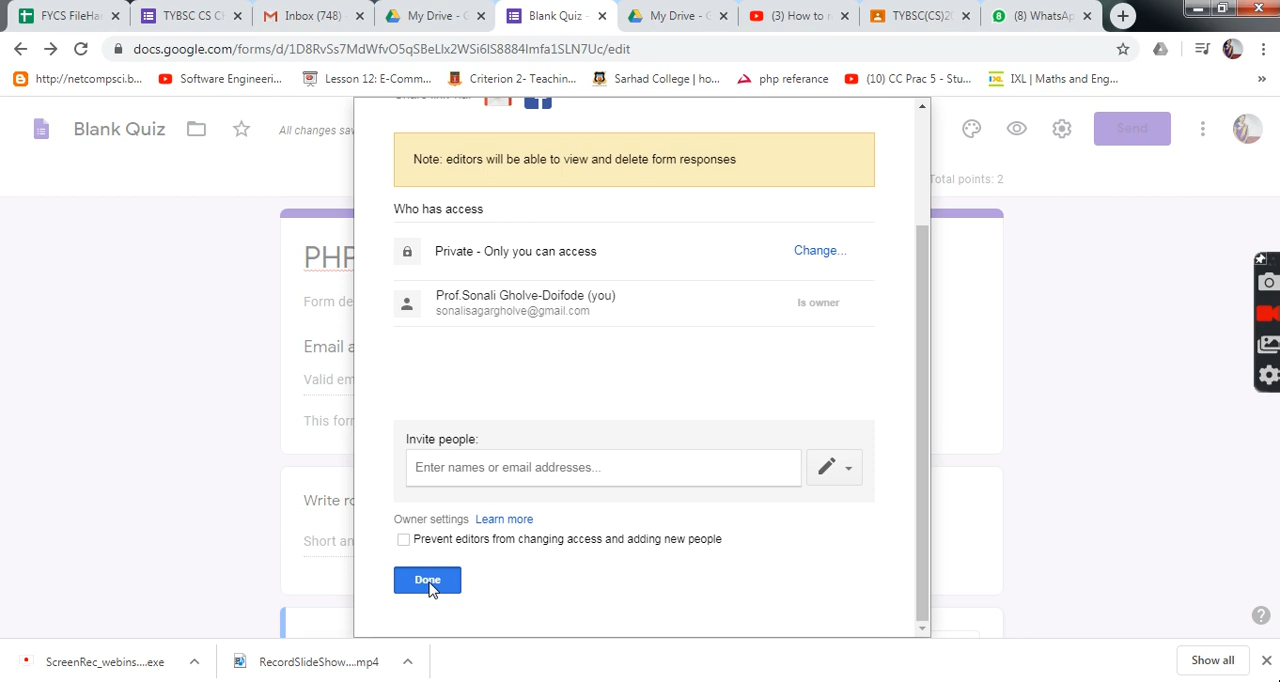 FYCS FileHa
TYBSC CS C
Inbox (748) -
My Drive - G
Blank Quiz -
My Drive - G
(3) How to r
TYBSC(CS)20
(8) WhatsAp
docs.google.com/forms/d/1D8RvSs7MdWfvO5qSBeLlx2WSi6lS8884Imfa1SLN7Uc/edit
http://netcompsci.b...
Software Engineeri...
Lesson 12: E-Comm...
Criterion 2- Teachin...
Sarhad College | ho...
php referance
(10) CC Prac 5 - Stu...
IXL | Maths and Eng...
»
Blank Quiz
All changes sav
Send
Total points: 2
Note: editors will be able to view and delete form responses
Who has access
Private - Only you can access
Change...
Prof.Sonali Gholve-Doifode (you)
sonalisagargholve@gmail.com
Is owner
PHP
Form de
Email a
Valid em
This form
Invite people:
Enter names or email addresses...
Write ro
Short an
Owner settings Learn more
Prevent editors from changing access and adding new people
Done
ScreenRec_webins....exe
RecordSlideShow....mp4
Show all